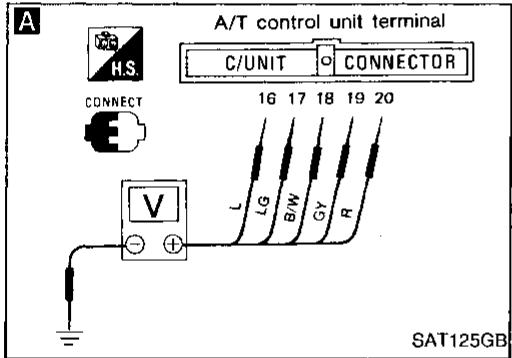 A
A/T control unit terminal
H.S.
C/UNIT CONNECTOR
CONNECT
16 17 18 19 20
L LG B/W GY R
V
SAT125GB